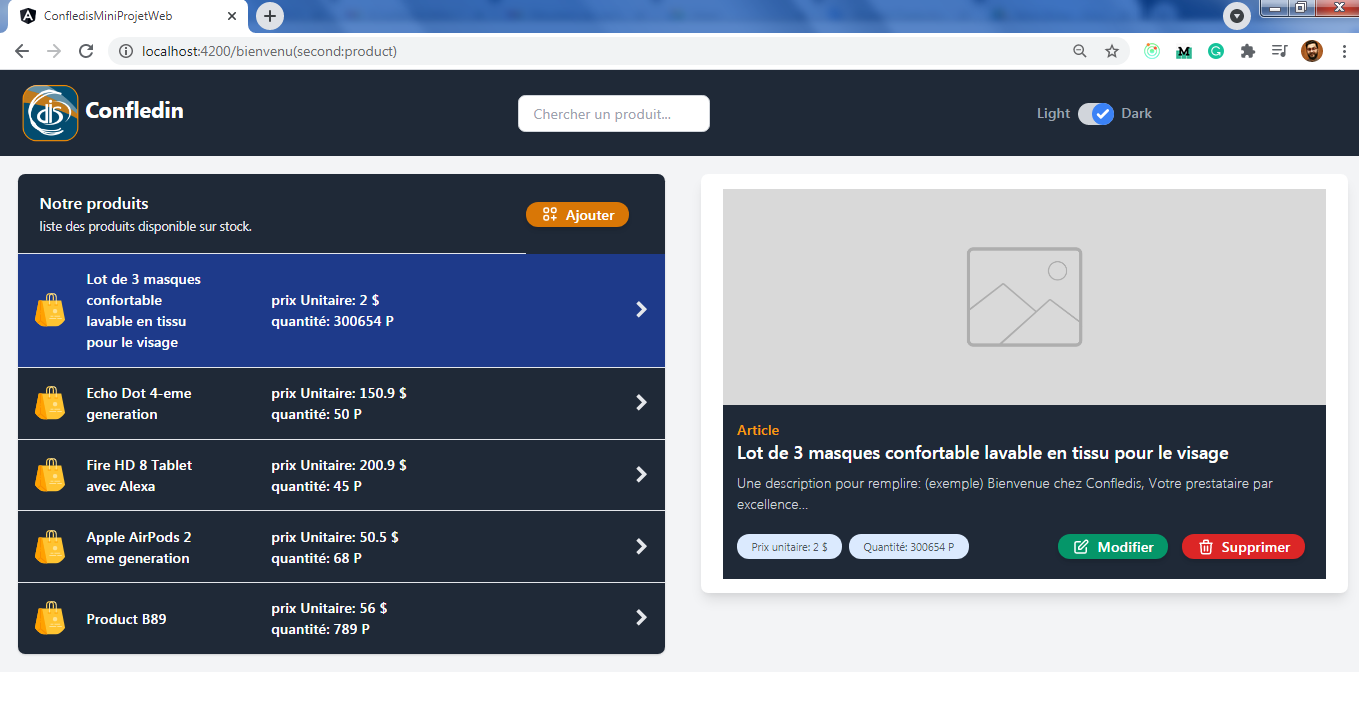 ConfledisMiniProjetWeb
localhost:4200/bienvenu(second:product)
dis
Confledin
Chercher un produit...
Light
Dark
Notre produits
liste des produits disponible sur stock.
Ajouter
Lot de 3 masques
confortable
lavable en tissu
pour le visage
prix Unitaire: 2 $
quantité: 300654 P
Echo Dot 4-eme
generation
prix Unitaire: 150.9 $
quantité: 50 P
Fire HD 8 Tablet
avec Alexa
prix Unitaire: 200.9 $
quantité: 45 P
Apple AirPods 2
eme generation
prix Unitaire: 50.5 $
quantité: 68 P
Product B89
prix Unitaire: 56 $
quantité: 789 P
Article
Lot de 3 masques confortable lavable en tissu pour le visage
Une description pour remplire: (exemple) Bienvenue chez Confledis, Votre prestataire par
excellence...
Prix unitaire: 2 $
Quantité: 300654 P
Modifier
Supprimer